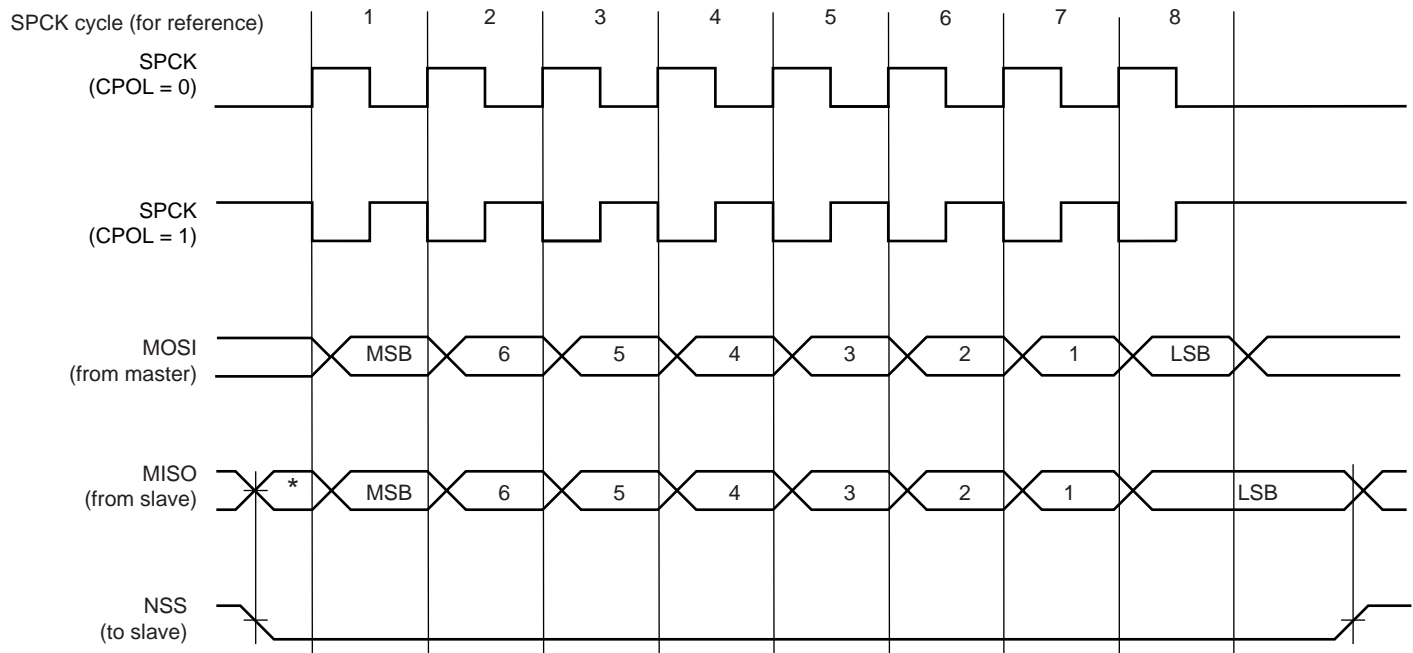 SPCK cycle (for reference) 1 2 3 4 5 6 7 8
SPCK
(CPOL = 0)
SPCK
(CPOL = 1)
MOSI
(from master)
MSB 6 5 4 3 2 1 LSB
MISO
(from slave)
* MSB 6 5 4 3 2 1 LSB
NSS
(to slave)